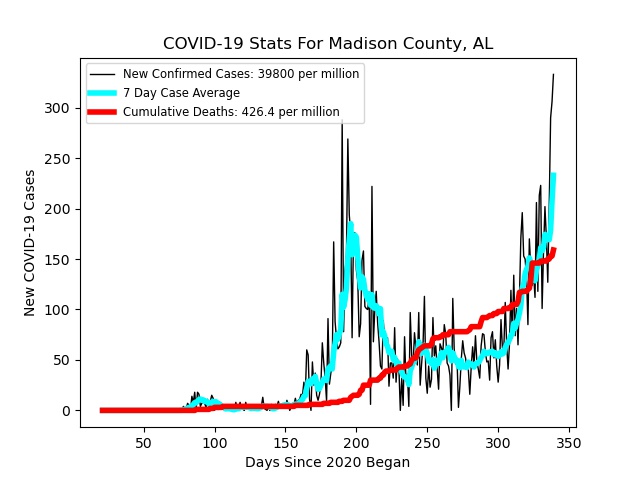 COVID-19 Stats For Madison County, AL
New Confirmed Cases: 39800 per million
7 Day Case Average
Cumulative Deaths: 426.4 per million
New COVID-19 Cases
300
250
200
150
100
50
0
50 100 150 200 250 300 350
Days Since 2020 Began